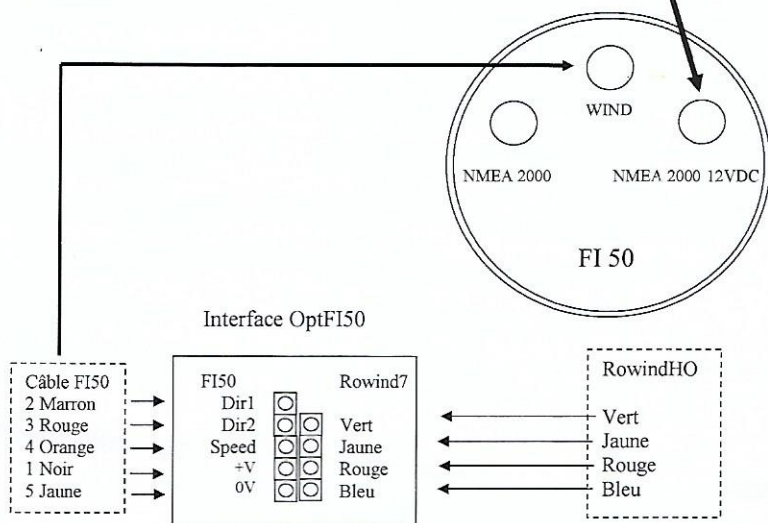 WIND
NMEA 2000 NMEA 2000 12VDC
FI 50
Interface OptFI50
Câble FI50
2 Marron
3 Rouge
4 Orange
1 Noir
5 Jaune
FI50 Rowind7
Dir1
Dir2 Vert
Speed Jaune
+V Rouge
0V Bleu
RowindHO
Vert
Jaune
Rouge
Bleu